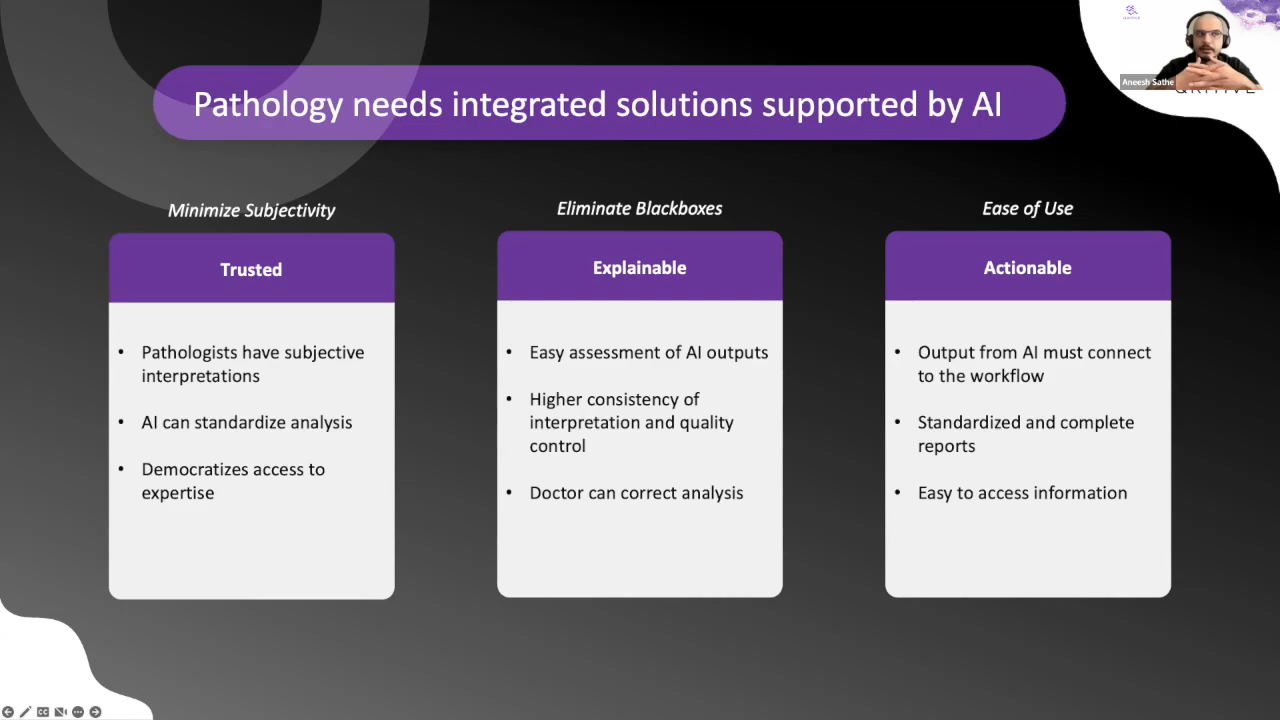 Pathology needs integrated solutions supported by AI
Aneesh Sathe
QRITIVE
Minimize Subjectivity
Trusted
• Pathologists have subjective
interpretations
• AI can standardize analysis
• Democratizes access to
expertise
Eliminate Blackboxes
Explainable
• Easy assessment of AI outputs
• Higher consistency of
interpretation and quality
control
• Doctor can correct analysis
Ease of Use
Actionable
• Output from AI must connect
to the workflow
• Standardized and complete
reports
• Easy to access information
CC